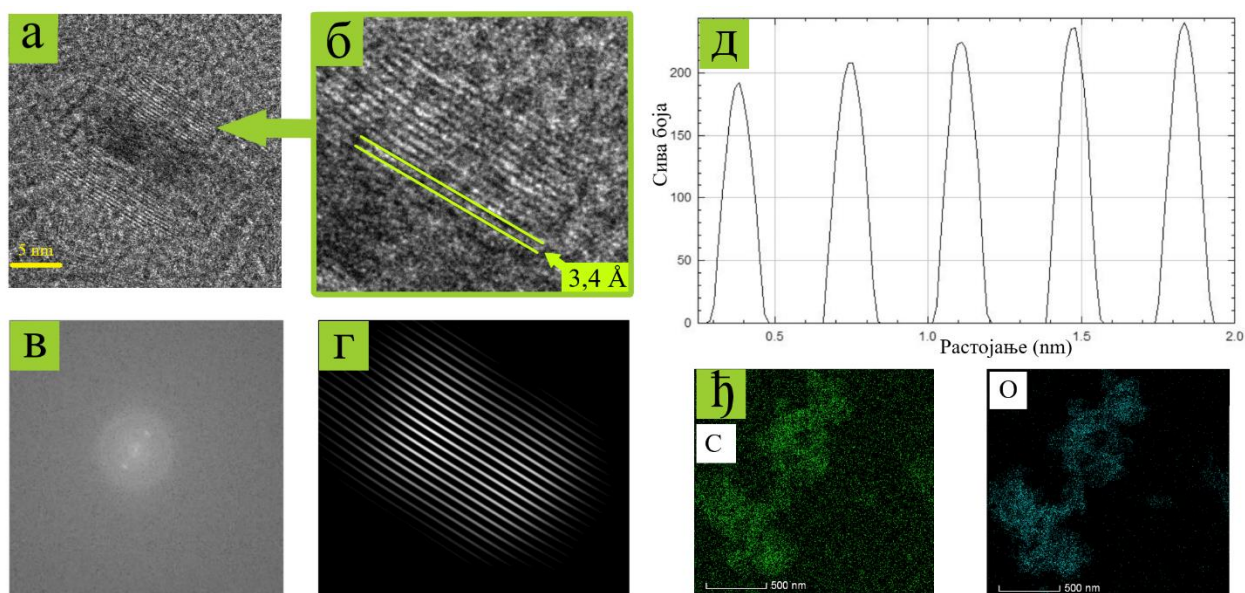 а
5 nm
б
3,4 Å
в
г
д
Сива боја
200
150
100
50
0
0.5
1.0
1.5
2.0
Растојање (nm)
ђ
C
500 nm
O
500 nm